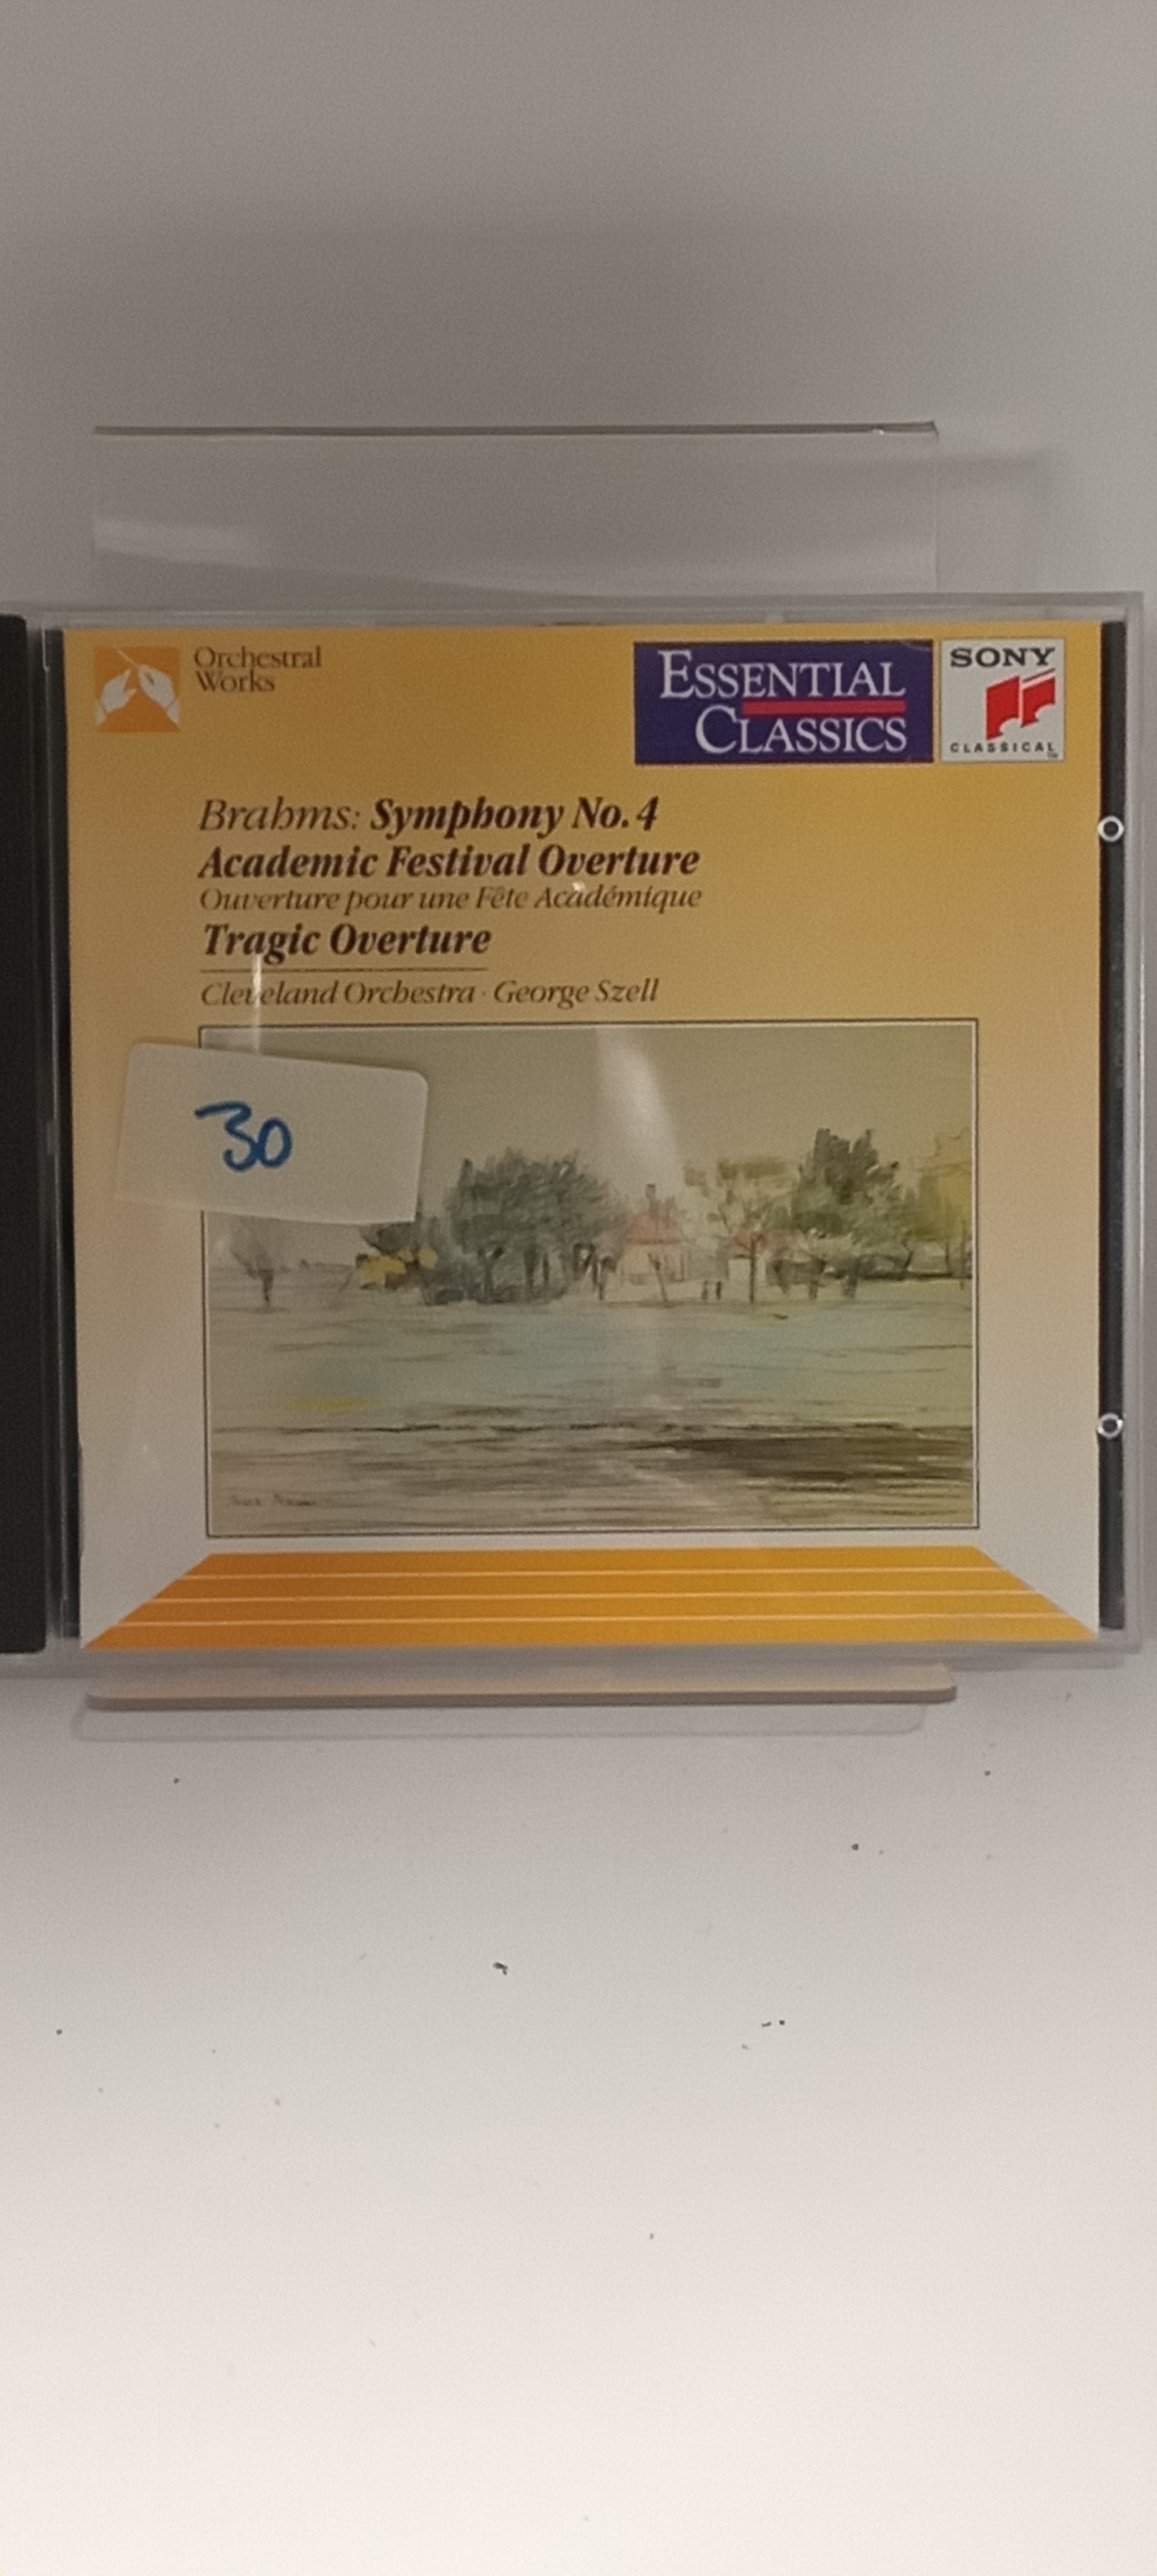 Orchestral
Works
ESSENTIAL
CLASSICS
SONY
CLASSICAL
Brahms: Symphony No. 4
Academic Festival Overture
Ouverture pour une Fête Académique
Tragic Overture
Cleveland Orchestra · George Szell
30